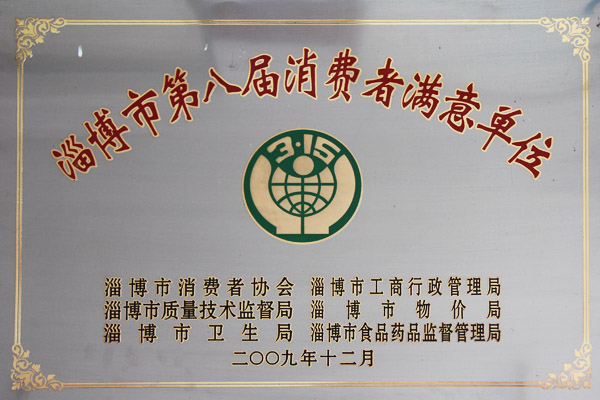 淄博市第八届消费者满意单位
3·15
淄博市消费者协会 淄博市工商行政管理局
淄博市质量技术监督局 淄博市物价局
淄博市卫生局 淄博市食品药品监督管理局
二〇〇九年十二月